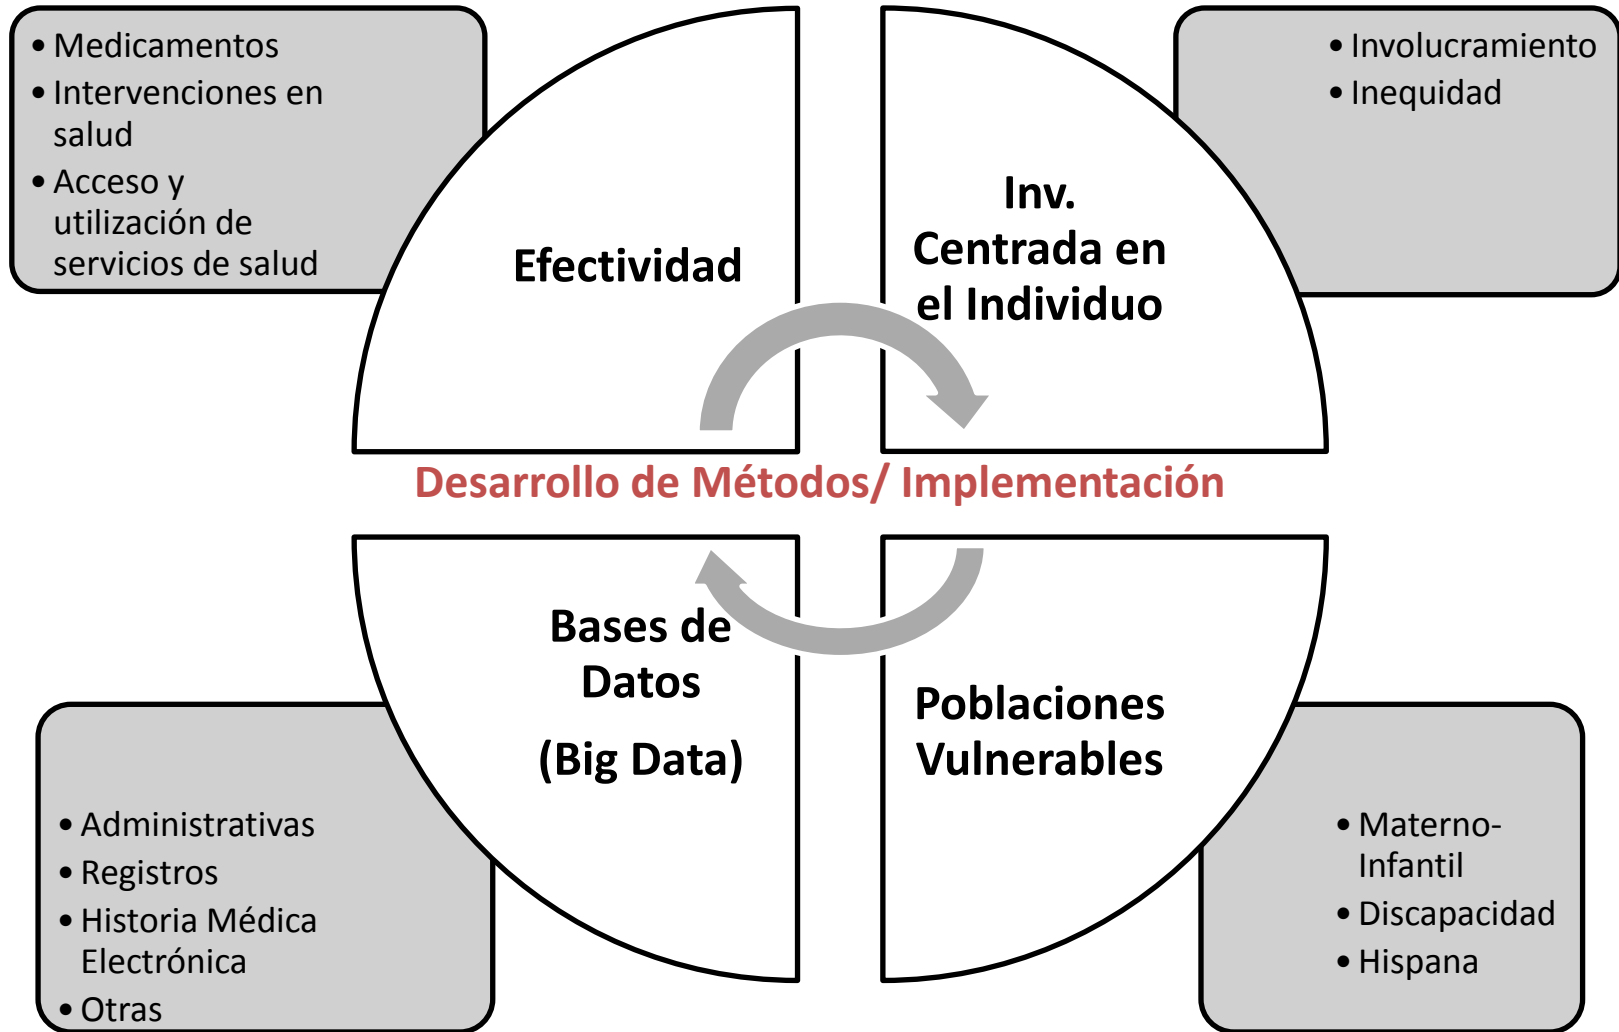 • Medicamentos
• Intervenciones en
salud
• Acceso y
utilización de
servicios de salud
Efectividad
Inv.
Centrada en
el Individuo
• Involucramiento
• Inequidad
Desarrollo de Métodos/ Implementación
Bases de
Datos
(Big Data)
• Administrativas
• Registros
• Historia Médica
Electrónica
• Otras
Poblaciones
Vulnerables
• Materno-
Infantil
• Discapacidad
• Hispana